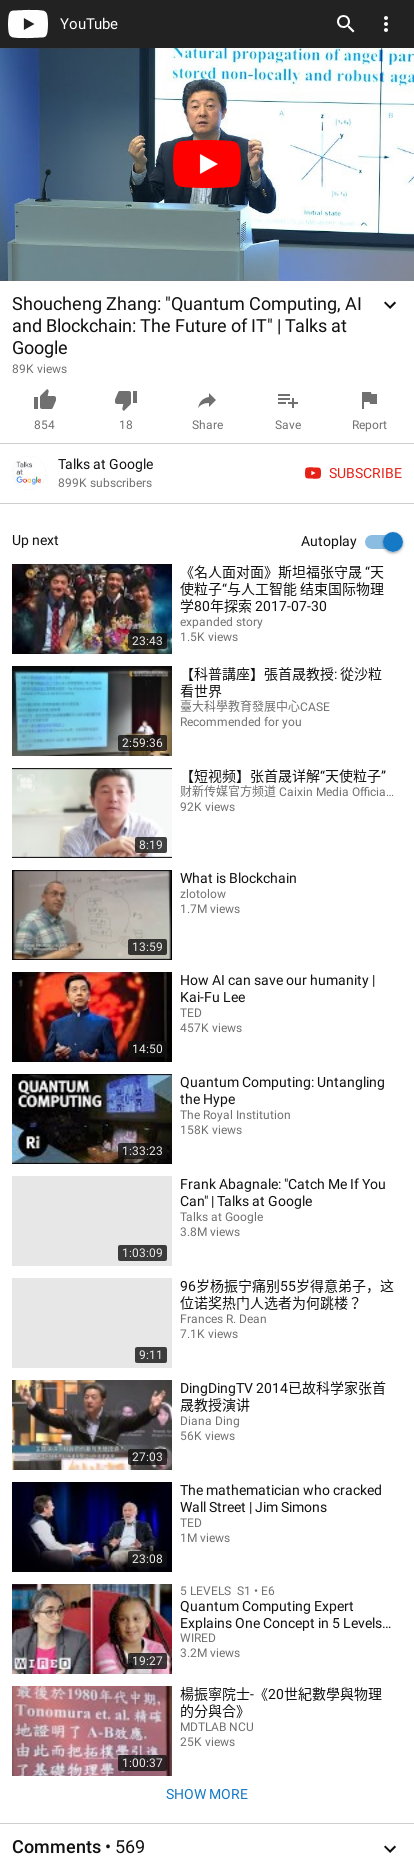 YouTube
Natural propagation of angel par
stored non-locally and robust aga
A
Initial state
Shoucheng Zhang: "Quantum Computing, AI
and Blockchain: The Future of IT" | Talks at
Google
89K views
854
18
Share
Save
Report
Talks
at
Google
Talks at Google
899K subscribers
SUBSCRIBE
Up next
Autoplay
23:43
《名人面对面》斯坦福张守晟 “天
使粒子“与人工智能 结束国际物理
学80年探索 2017-07-30
expanded story
1.5K views
2:59:36
【科普講座】張首晟教授: 從沙粒
看世界
臺大科學教育發展中心CASE
Recommended for you
8:19
【短视频】张首晟详解“天使粒子”
财新传媒官方频道 Caixin Media Officia...
92K views
13:59
What is Blockchain
zlotolow
1.7M views
14:50
How AI can save our humanity |
Kai-Fu Lee
TED
457K views
QUANTUM
COMPUTING
Ri
1:33:23
Quantum Computing: Untangling
the Hype
The Royal Institution
158K views
1:03:09
Frank Abagnale: "Catch Me If You
Can" | Talks at Google
Talks at Google
3.8M views
9:11
96岁杨振宁痛别55岁得意弟子，这
位诺奖热门人选者为何跳楼？
Frances R. Dean
7.1K views
27:03
DingDingTV 2014已故科学家张首
晟教授演讲
Diana Ding
56K views
23:08
The mathematician who cracked
Wall Street | Jim Simons
TED
1M views
WIRED
19:27
5 LEVELS S1 • E6
Quantum Computing Expert
Explains One Concept in 5 Levels...
WIRED
3.2M views
最後於1980年代中期,
Tonomura et. al. 精確
地證明了 A-B效應.
由此而把拓樸學引進
了基礎物理學
1:00:37
楊振寧院士-《20世紀數學與物理
的分與合》
MDTLAB NCU
25K views
SHOW MORE
Comments • 569